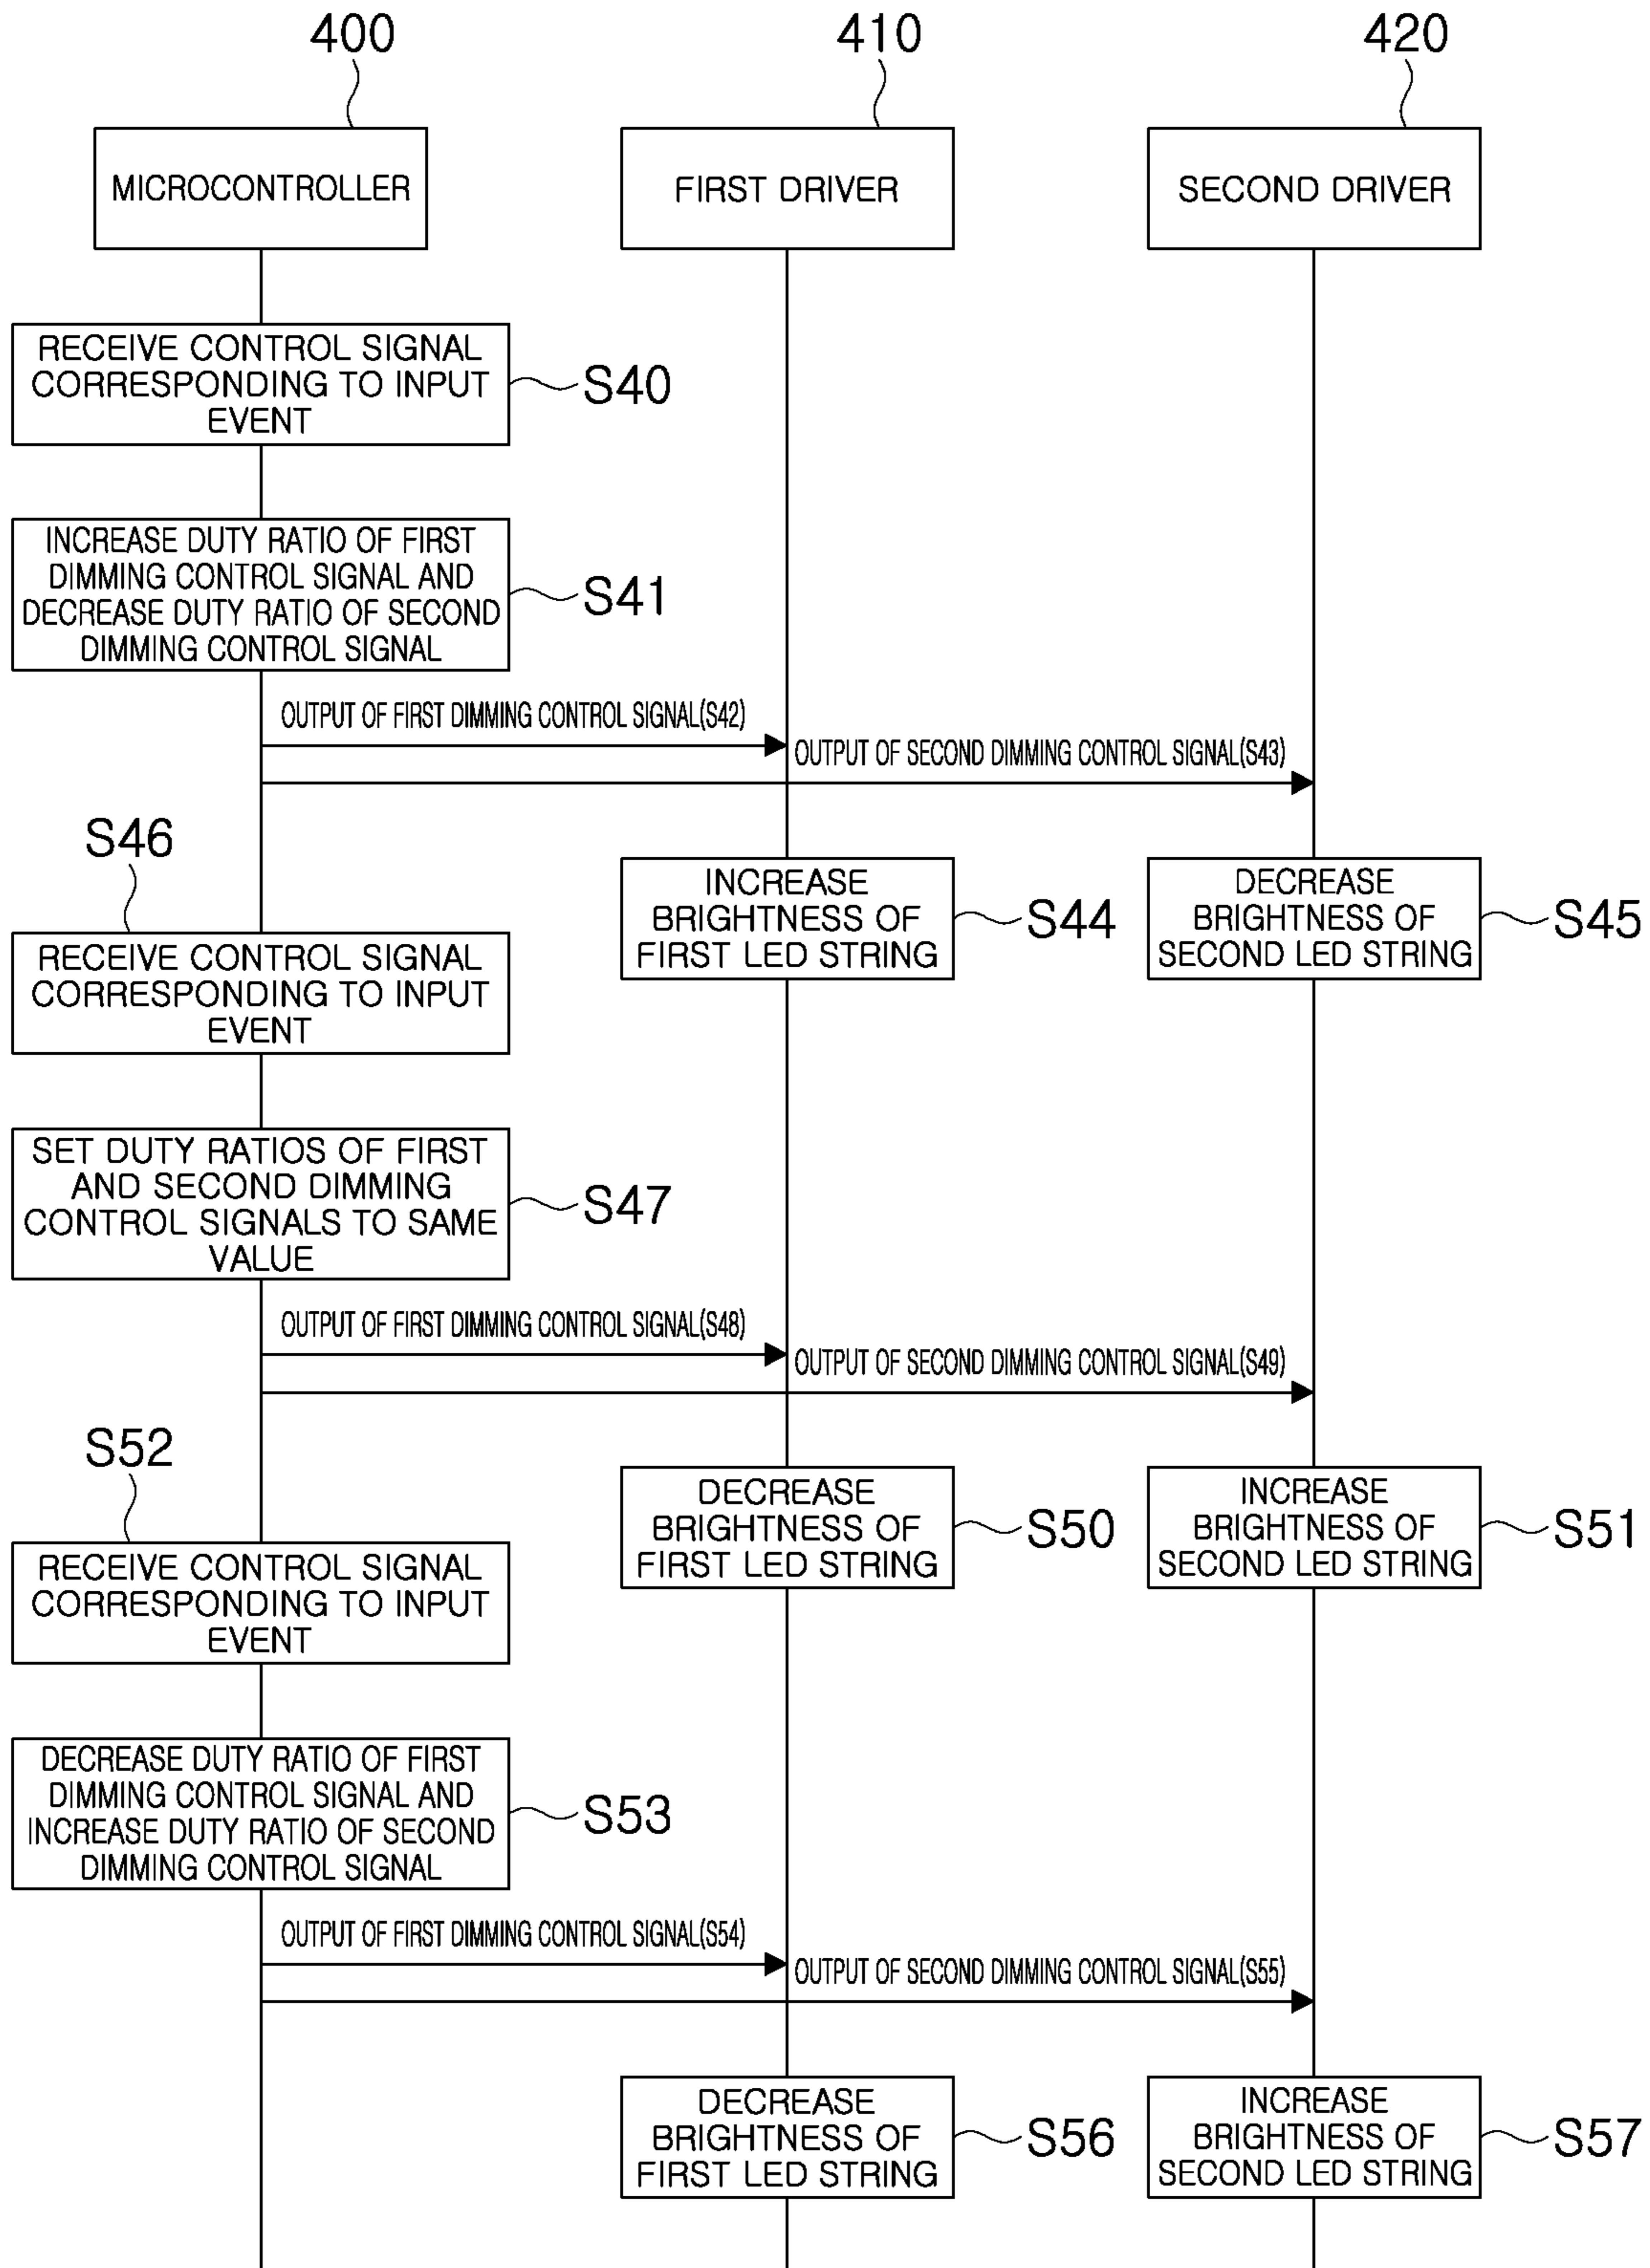 400
410
420
MICROCONTROLLER
FIRST DRIVER
SECOND DRIVER
RECEIVE CONTROL SIGNAL
CORRESPONDING TO INPUT
EVENT
S40
INCREASE DUTY RATIO OF FIRST
DIMMING CONTROL SIGNAL AND
DECREASE DUTY RATIO OF SECOND
DIMMING CONTROL SIGNAL
S41
OUTPUT OF FIRST DIMMING CONTROL SIGNAL(S42)
OUTPUT OF SECOND DIMMING CONTROL SIGNAL(S43)
S46
RECEIVE CONTROL SIGNAL
CORRESPONDING TO INPUT
EVENT
INCREASE
BRIGHTNESS OF
FIRST LED STRING
S44
DECREASE
BRIGHTNESS OF
SECOND LED STRING
S45
SET DUTY RATIOS OF FIRST
AND SECOND DIMMING
CONTROL SIGNALS TO SAME
VALUE
S47
OUTPUT OF FIRST DIMMING CONTROL SIGNAL(S48)
OUTPUT OF SECOND DIMMING CONTROL SIGNAL(S49)
S52
RECEIVE CONTROL SIGNAL
CORRESPONDING TO INPUT
EVENT
DECREASE
BRIGHTNESS OF
FIRST LED STRING
S50
INCREASE
BRIGHTNESS OF
SECOND LED STRING
S51
DECREASE DUTY RATIO OF FIRST
DIMMING CONTROL SIGNAL AND
INCREASE DUTY RATIO OF SECOND
DIMMING CONTROL SIGNAL
S53
OUTPUT OF FIRST DIMMING CONTROL SIGNAL(S54)
OUTPUT OF SECOND DIMMING CONTROL SIGNAL(S55)
DECREASE
BRIGHTNESS OF
FIRST LED STRING
S56
INCREASE
BRIGHTNESS OF
SECOND LED STRING
S57